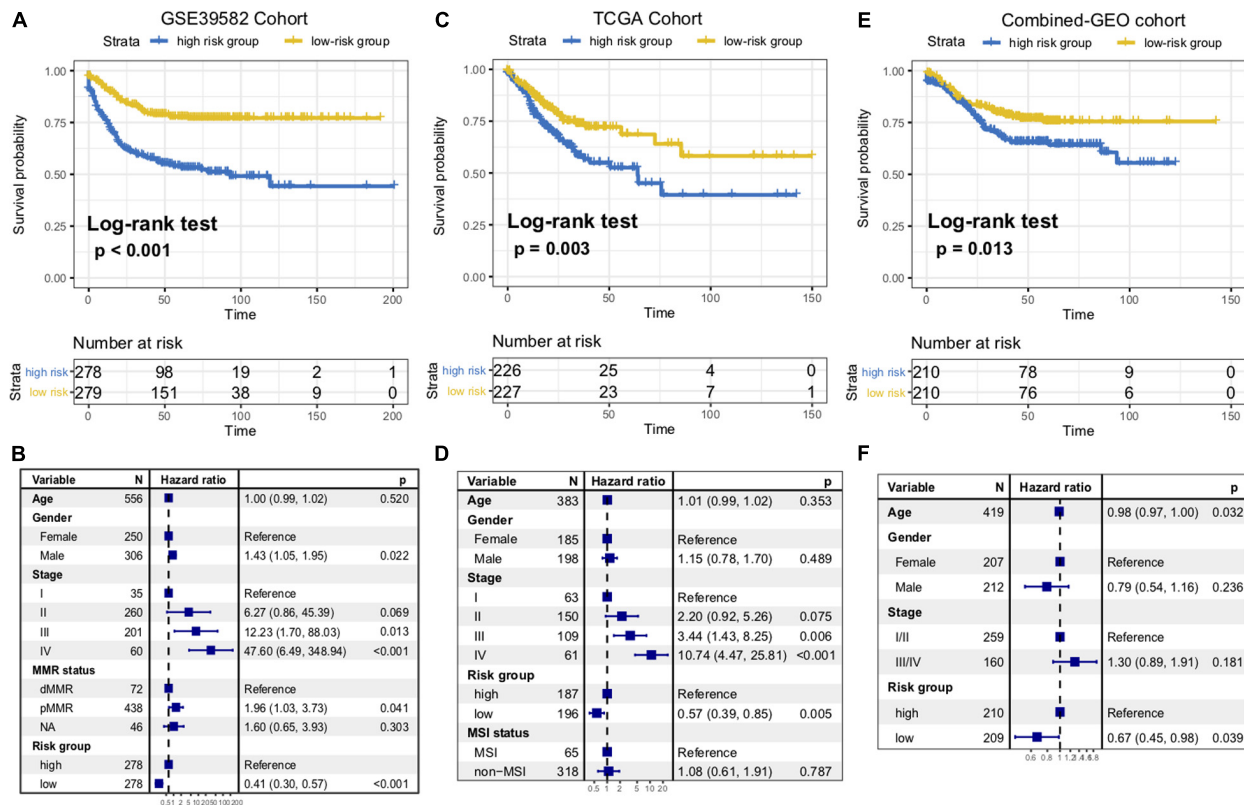 A
GSE39582 Cohort
Strata high risk group low-risk group
1.00
0.75
0.50
0.25
0.00
Survival probability
Log-rank test
p < 0.001
0 50 100 150 200
Time
Number at risk
Strata
high risk 278 98 19 2 1
low risk 279 151 38 9 0
0 50 100 150 200
Time
C
TCGA Cohort
Strata high risk group low-risk group
1.00
0.75
0.50
0.25
0.00
Survival probability
Log-rank test
p = 0.003
0 50 100 150
Time
Number at risk
Strata
high risk 226 25 4 0
low risk 227 23 7 1
0 50 100 150
Time
E
Combined-GEO cohort
Strata high risk group low-risk group
1.00
0.75
0.50
0.25
0.00
Survival probability
Log-rank test
p = 0.013
0 50 100 150
Time
Number at risk
Strata
high risk 210 78 9 0
low risk 210 76 6 0
0 50 100 150
Time
B
Variable N Hazard ratio p
Age 556 1.00 (0.99, 1.02) 0.520
Gender
Female 250 Reference
Male 306 1.43 (1.05, 1.95) 0.022
Stage
I 35 Reference
II 260 6.27 (0.86, 45.39) 0.069
III 201 12.23 (1.70, 88.03) 0.013
IV 60 47.60 (6.49, 348.94) <0.001
MMR status
dMMR 72 Reference
pMMR 438 1.96 (1.03, 3.73) 0.041
NA 46 1.60 (0.65, 3.93) 0.303
Risk group
high 278 Reference
low 278 0.41 (0.30, 0.57) <0.001
0.5 1 2 5 10 20 50 100 200
D
Variable N Hazard ratio p
Age 383 1.01 (0.99, 1.02) 0.353
Gender
Female 185 Reference
Male 198 1.15 (0.78, 1.70) 0.489
Stage
I 63 Reference
II 150 2.20 (0.92, 5.26) 0.075
III 109 3.44 (1.43, 8.25) 0.006
IV 61 10.74 (4.47, 25.81) <0.001
Risk group
high 187 Reference
low 196 0.57 (0.39, 0.85) 0.005
MSI status
MSI 65 Reference
non-MSI 318 1.08 (0.61, 1.91) 0.787
0.5 1 2 5 10 20
F
Variable N Hazard ratio p
Age 419 0.98 (0.97, 1.00) 0.032
Gender
Female 207 Reference
Male 212 0.79 (0.54, 1.16) 0.236
Stage
I/II 259 Reference
III/IV 160 1.30 (0.89, 1.91) 0.181
Risk group
high 210 Reference
low 209 0.67 (0.45, 0.98) 0.039
0.6 0.8 1 1.2 1.4 1.6 1.8